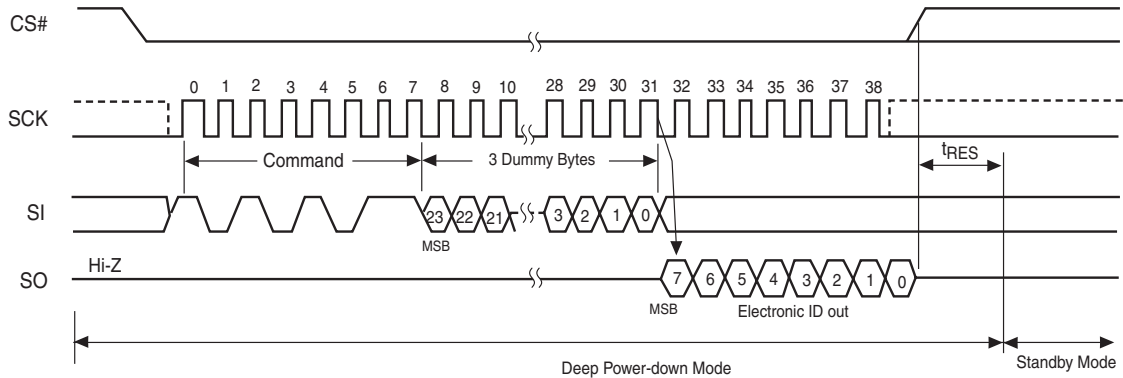 CS#
0 1 2 3 4 5 6 7 8 9 10 28 29 30 31 32 33 34 35 36 37 38
SCK
Command
3 Dummy Bytes
tRES
SI
23 22 21 3 2 1 0
MSB
Hi-Z
SO
7 6 5 4 3 2 1 0
MSB
Electronic ID out
Deep Power-down Mode
Standby Mode